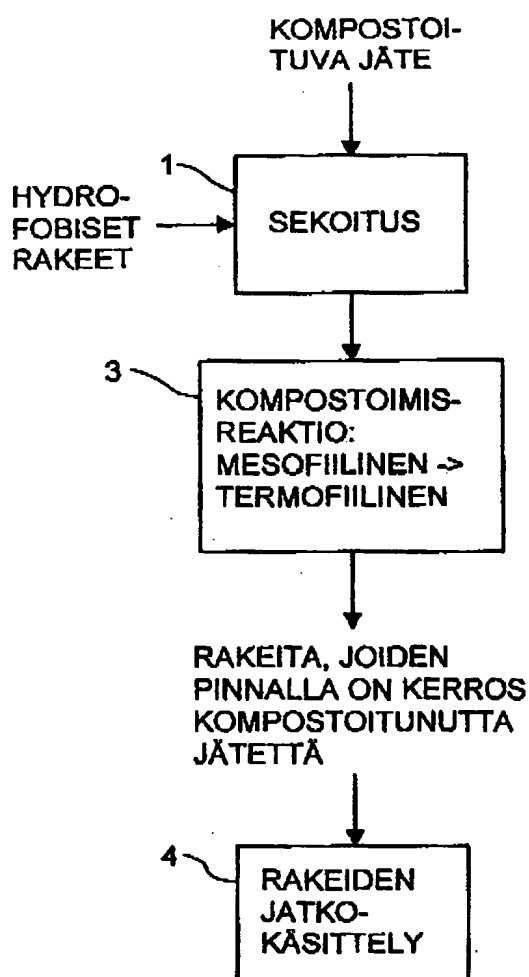 KOMPOSTOI-
TUVA JÄTE
1
HYDRO-
FOBISET
RAKEET
SEKOITUS
3
KOMPOSTOIMIS-
REAKTIO:
MESOFIILINEN ->
TERMOFIILINEN
RAKEITA, JOIDEN
PINNALLA ON KERROS
KOMPOSTOITUNUTTA
JÄTETTÄ
4
RAKEIDEN
JATKO-
KÄSITTELY